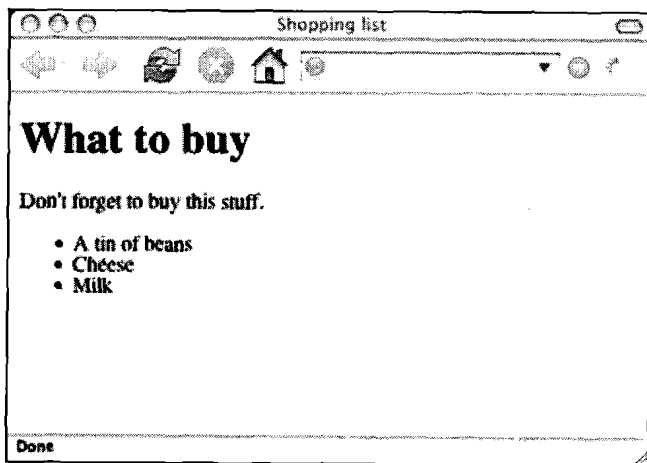 Shopping list
What to buy
Don't forget to buy this stuff.
• A tin of beans
• Cheese
• Milk
Done